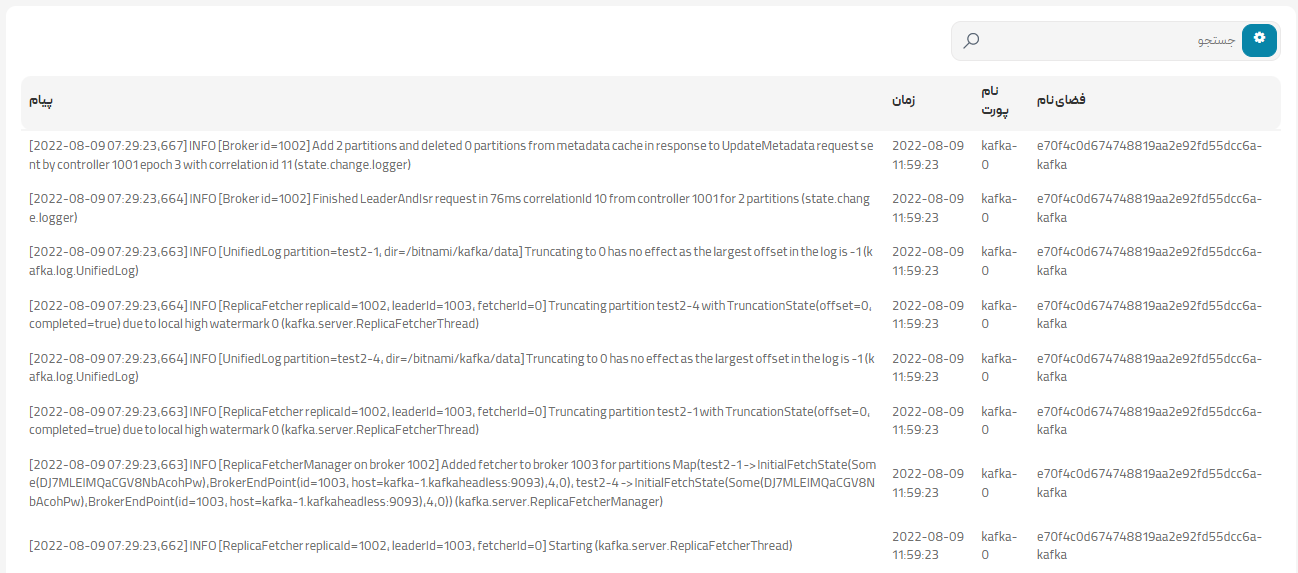 جستجو
پیام
زمان
نام
پورت
فضای نام
[2022-08-09 07:29:23,667] INFO [Broker id=1002] Add 2 partitions and deleted 0 partitions from metadata cache in response to UpdateMetadata request se
nt by controller 1001 epoch 3 with correlation id 11 (state.change.logger)
2022-08-09
11:59:23
kafka-
0
e70f4c0d674748819aa2e92fd55dcc6a-
kafka
[2022-08-09 07:29:23,664] INFO [Broker id=1002] Finished LeaderAndIsr request in 76ms correlationId 10 from controller 1001 for 2 partitions (state.chang
e.logger)
2022-08-09
11:59:23
kafka-
0
e70f4c0d674748819aa2e92fd55dcc6a-
kafka
[2022-08-09 07:29:23,663] INFO [UnifiedLog partition=test2-1, dir=/bitnami/kafka/data] Truncating to 0 has no effect as the largest offset in the log is -1 (k
afka.log.UnifiedLog)
2022-08-09
11:59:23
kafka-
0
e70f4c0d674748819aa2e92fd55dcc6a-
kafka
[2022-08-09 07:29:23,664] INFO [ReplicaFetcher replicaId=1002, leaderId=1003, fetcherId=0] Truncating partition test2-4 with TruncationState(offset=0,
completed=true) due to local high watermark 0 (kafka.server.ReplicaFetcherThread)
2022-08-09
11:59:23
kafka-
0
e70f4c0d674748819aa2e92fd55dcc6a-
kafka
[2022-08-09 07:29:23,664] INFO [UnifiedLog partition=test2-4, dir=/bitnami/kafka/data] Truncating to 0 has no effect as the largest offset in the log is -1 (k
afka.log.UnifiedLog)
2022-08-09
11:59:23
kafka-
0
e70f4c0d674748819aa2e92fd55dcc6a-
kafka
[2022-08-09 07:29:23,663] INFO [ReplicaFetcher replicaId=1002, leaderId=1003, fetcherId=0] Truncating partition test2-1 with TruncationState(offset=0,
completed=true) due to local high watermark 0 (kafka.server.ReplicaFetcherThread)
2022-08-09
11:59:23
kafka-
0
e70f4c0d674748819aa2e92fd55dcc6a-
kafka
[2022-08-09 07:29:23,663] INFO [ReplicaFetcherManager on broker 1002] Added fetcher to broker 1003 for partitions Map(test2-1 -> InitialFetchState(Som
e(DJ7MLEIMQaCGV8NbAcohPw),BrokerEndPoint(id=1003, host=kafka-1.kafkaheadless:9093),4,0), test2-4 -> InitialFetchState(Some(DJ7MLEIMQaCGV8N
bAcohPw),BrokerEndPoint(id=1003, host=kafka-1.kafkaheadless:9093),4,0)) (kafka.server.ReplicaFetcherManager)
2022-08-09
11:59:23
kafka-
0
e70f4c0d674748819aa2e92fd55dcc6a-
kafka
[2022-08-09 07:29:23,662] INFO [ReplicaFetcher replicaId=1002, leaderId=1003, fetcherId=0] Starting (kafka.server.ReplicaFetcherThread)
2022-08-09
11:59:23
kafka-
0
e70f4c0d674748819aa2e92fd55dcc6a-
kafka